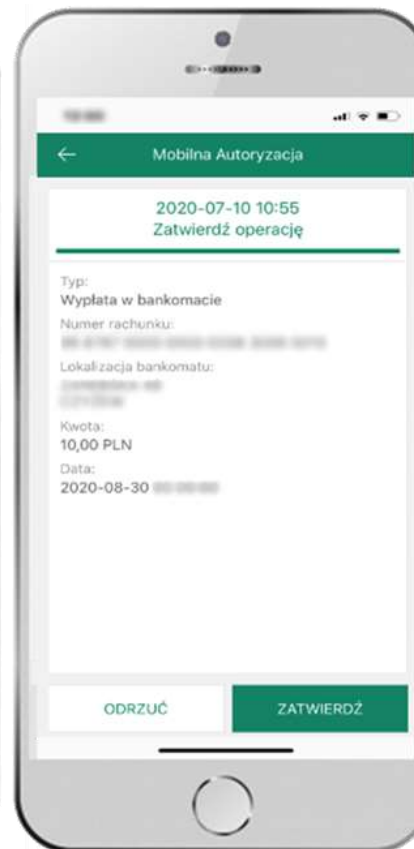 Mobilna Autoryzacja
2020-07-10 10:55
Zatwierdź operację
Typ:
Wypłata w bankomacie
Numer rachunku:
Lokalizacja bankomatu:
Kwota:
10,00 PLN
Data:
2020-08-30
ODRZUĆ
ZATWIERDŹ